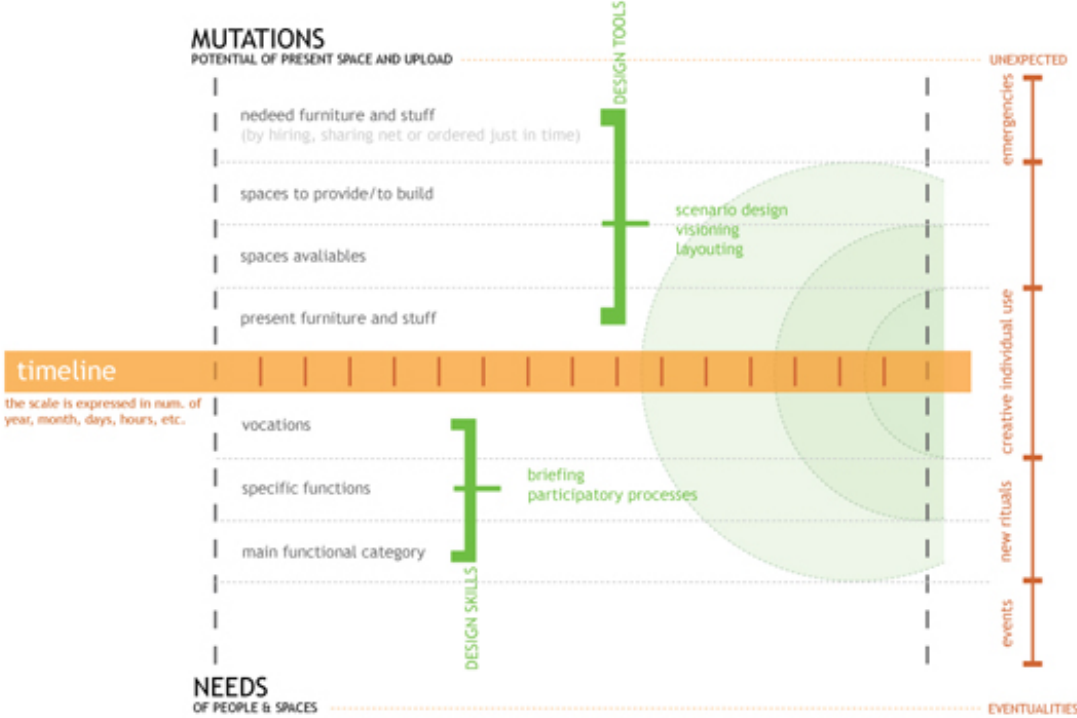 MUTATIONS
POTENTIAL OF PRESENT SPACE AND UPLOAD
UNEXPECTED
DESIGN TOOLS
nedeed furniture and stuff
(by hiring, sharing net or ordered just in time)
emergencies
spaces to provide/to build
scenario design
visioning
layouting
spaces avaliables
present furniture and stuff
creative individual use
timeline
the scale is expressed in num. of
year, month, days, hours, etc.
vocations
specific functions
briefing
participatory processes
new rituals
main functional category
DESIGN SKILLS
events
NEEDS
OF PEOPLE & SPACES
EVENTUALITIES